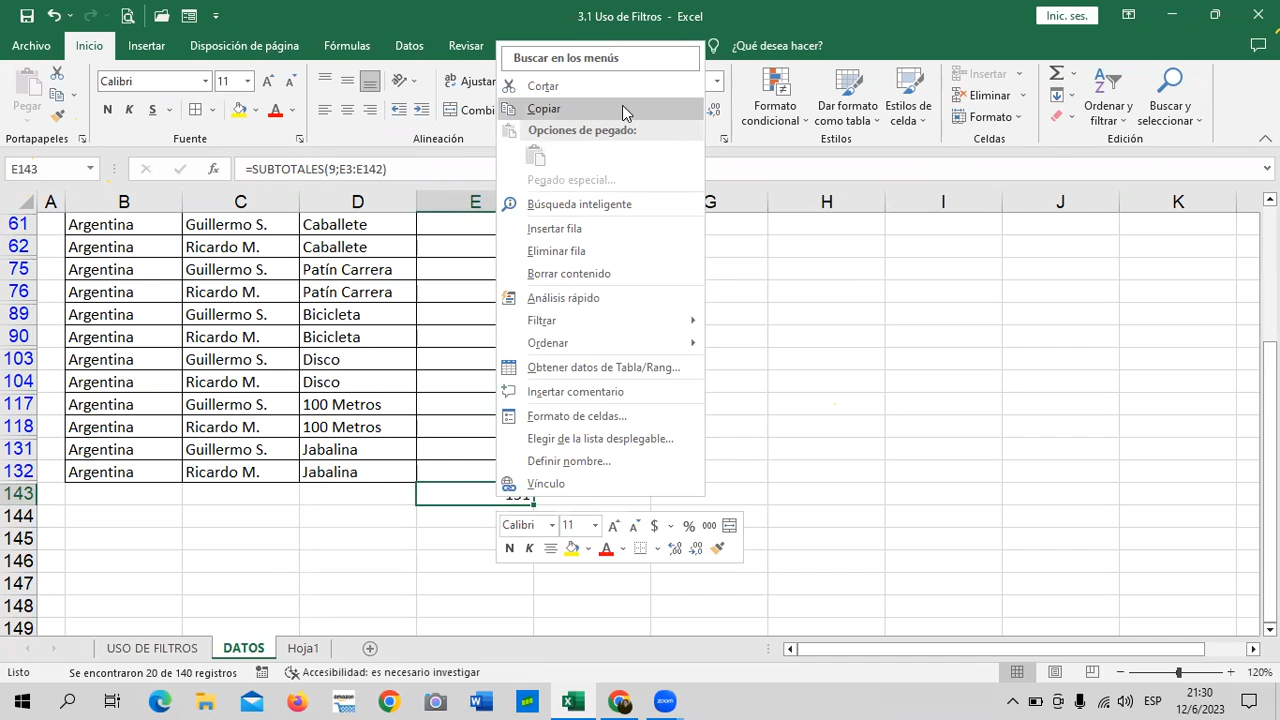 3.1 Uso de Filtros - Excel
Inic. ses.
Archivo Inicio Insertar Disposición de página Fórmulas Datos Revisar ¿Qué desea hacer?
Buscar en los menús
Cortar
Copiar
Opciones de pegado:
Pegado especial...
Búsqueda inteligente
Insertar fila
Eliminar fila
Borrar contenido
Análisis rápido
Filtrar
Ordenar
Obtener datos de Tabla/Rang...
Insertar comentario
Formato de celdas...
Elegir de la lista desplegable...
Definir nombre...
Vínculo
Calibri 11 $ % 000
N K A
Pegar
Calibri 11
N K S
Ajustar
Combi
Formato condicional
Dar formato como tabla
Estilos de celda
Insertar
Eliminar
Formato
Ordenar y filtrar
Buscar y seleccionar
Portapapeles Fuente Alineación Estilos Celdas Edición
E143 =SUBTOTALES(9;E3:E142)
A B C D E G H I J K
61 Argentina Guillermo S. Caballete
62 Argentina Ricardo M. Caballete
75 Argentina Guillermo S. Patín Carrera
76 Argentina Ricardo M. Patín Carrera
89 Argentina Guillermo S. Bicicleta
90 Argentina Ricardo M. Bicicleta
103 Argentina Guillermo S. Disco
104 Argentina Ricardo M. Disco
117 Argentina Guillermo S. 100 Metros
118 Argentina Ricardo M. 100 Metros
131 Argentina Guillermo S. Jabalina
132 Argentina Ricardo M. Jabalina
143
144
145
146
147
148
149
USO DE FILTROS DATOS Hoja1
Listo Se encontraron 20 de 140 registros Accesibilidad: es necesario investigar 120%
ESP 21:30
12/6/2023